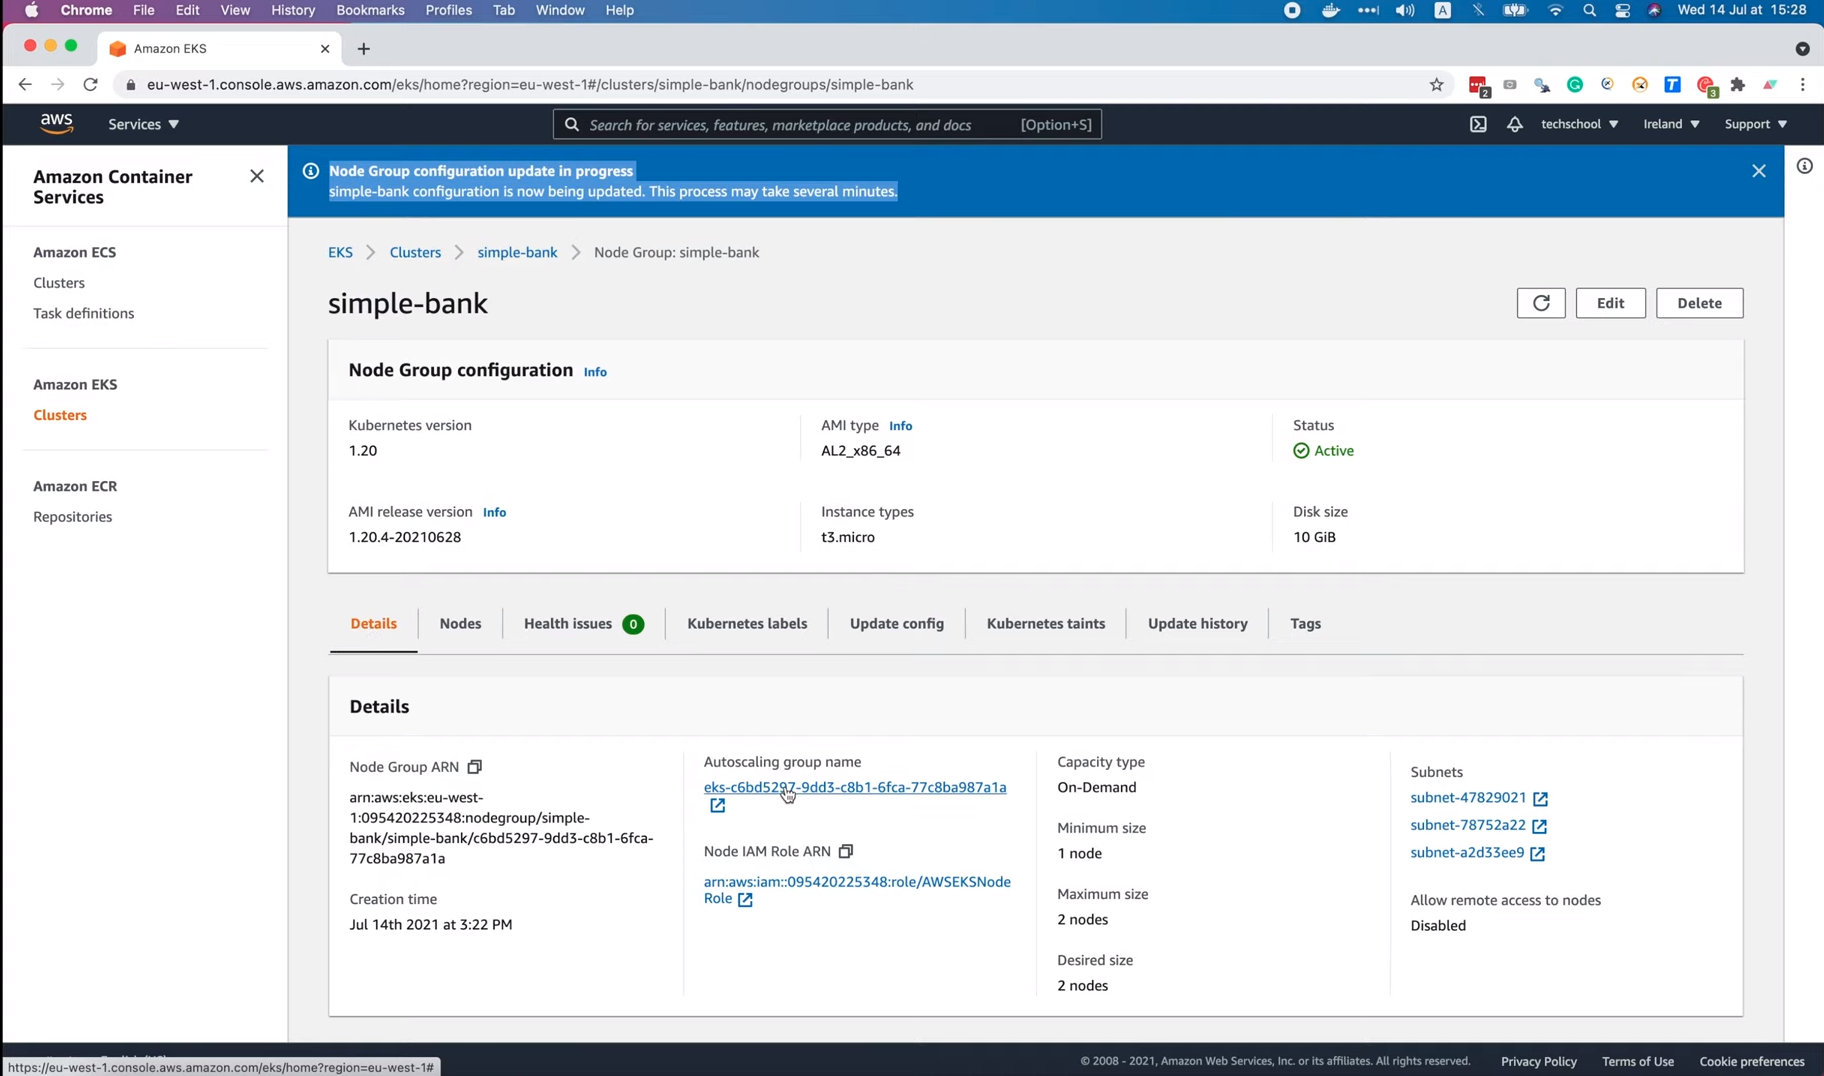 Chrome File Edit View History Bookmarks Profiles Tab Window Help A Wed 14 Jul at 15:28
Amazon EKS
eu-west-1.console.aws.amazon.com/eks/home?region=eu-west-1#/clusters/simple-bank/nodegroups/simple-bank 2 T 3
aws Services ▼ Search for services, features, marketplace products, and docs [Option+S] techschool ▼ Ireland ▼ Support ▼
Amazon Container
Services
Amazon ECS
Clusters
Task definitions
Amazon EKS
Clusters
Amazon ECR
Repositories
Node Group configuration update in progress
simple-bank configuration is now being updated. This process may take several minutes.
EKS > Clusters > simple-bank > Node Group: simple-bank
simple-bank
Edit Delete
Node Group configuration Info
Kubernetes version
1.20
AMI type Info
AL2_x86_64
Status
Active
AMI release version Info
1.20.4-20210628
Instance types
t3.micro
Disk size
10 GiB
Details Nodes Health issues 0 Kubernetes labels Update config Kubernetes taints Update history Tags
Details
Node Group ARN
arn:aws:eks:eu-west-
1:095420225348:nodegroup/simple-
bank/simple-bank/c6bd5297-9dd3-c8b1-6fca-
77c8ba987a1a
Creation time
Jul 14th 2021 at 3:22 PM
Autoscaling group name
eks-c6bd5297-9dd3-c8b1-6fca-77c8ba987a1a
Node IAM Role ARN
arn:aws:iam::095420225348:role/AWSEKSNode
Role
Capacity type
On-Demand
Minimum size
1 node
Maximum size
2 nodes
Desired size
2 nodes
Subnets
subnet-47829021
subnet-78752a22
subnet-a2d33ee9
Allow remote access to nodes
Disabled
© 2008 - 2021, Amazon Web Services, Inc. or its affiliates. All rights reserved. Privacy Policy Terms of Use Cookie preferences
https://eu-west-1.console.aws.amazon.com/eks/home?region=eu-west-1#